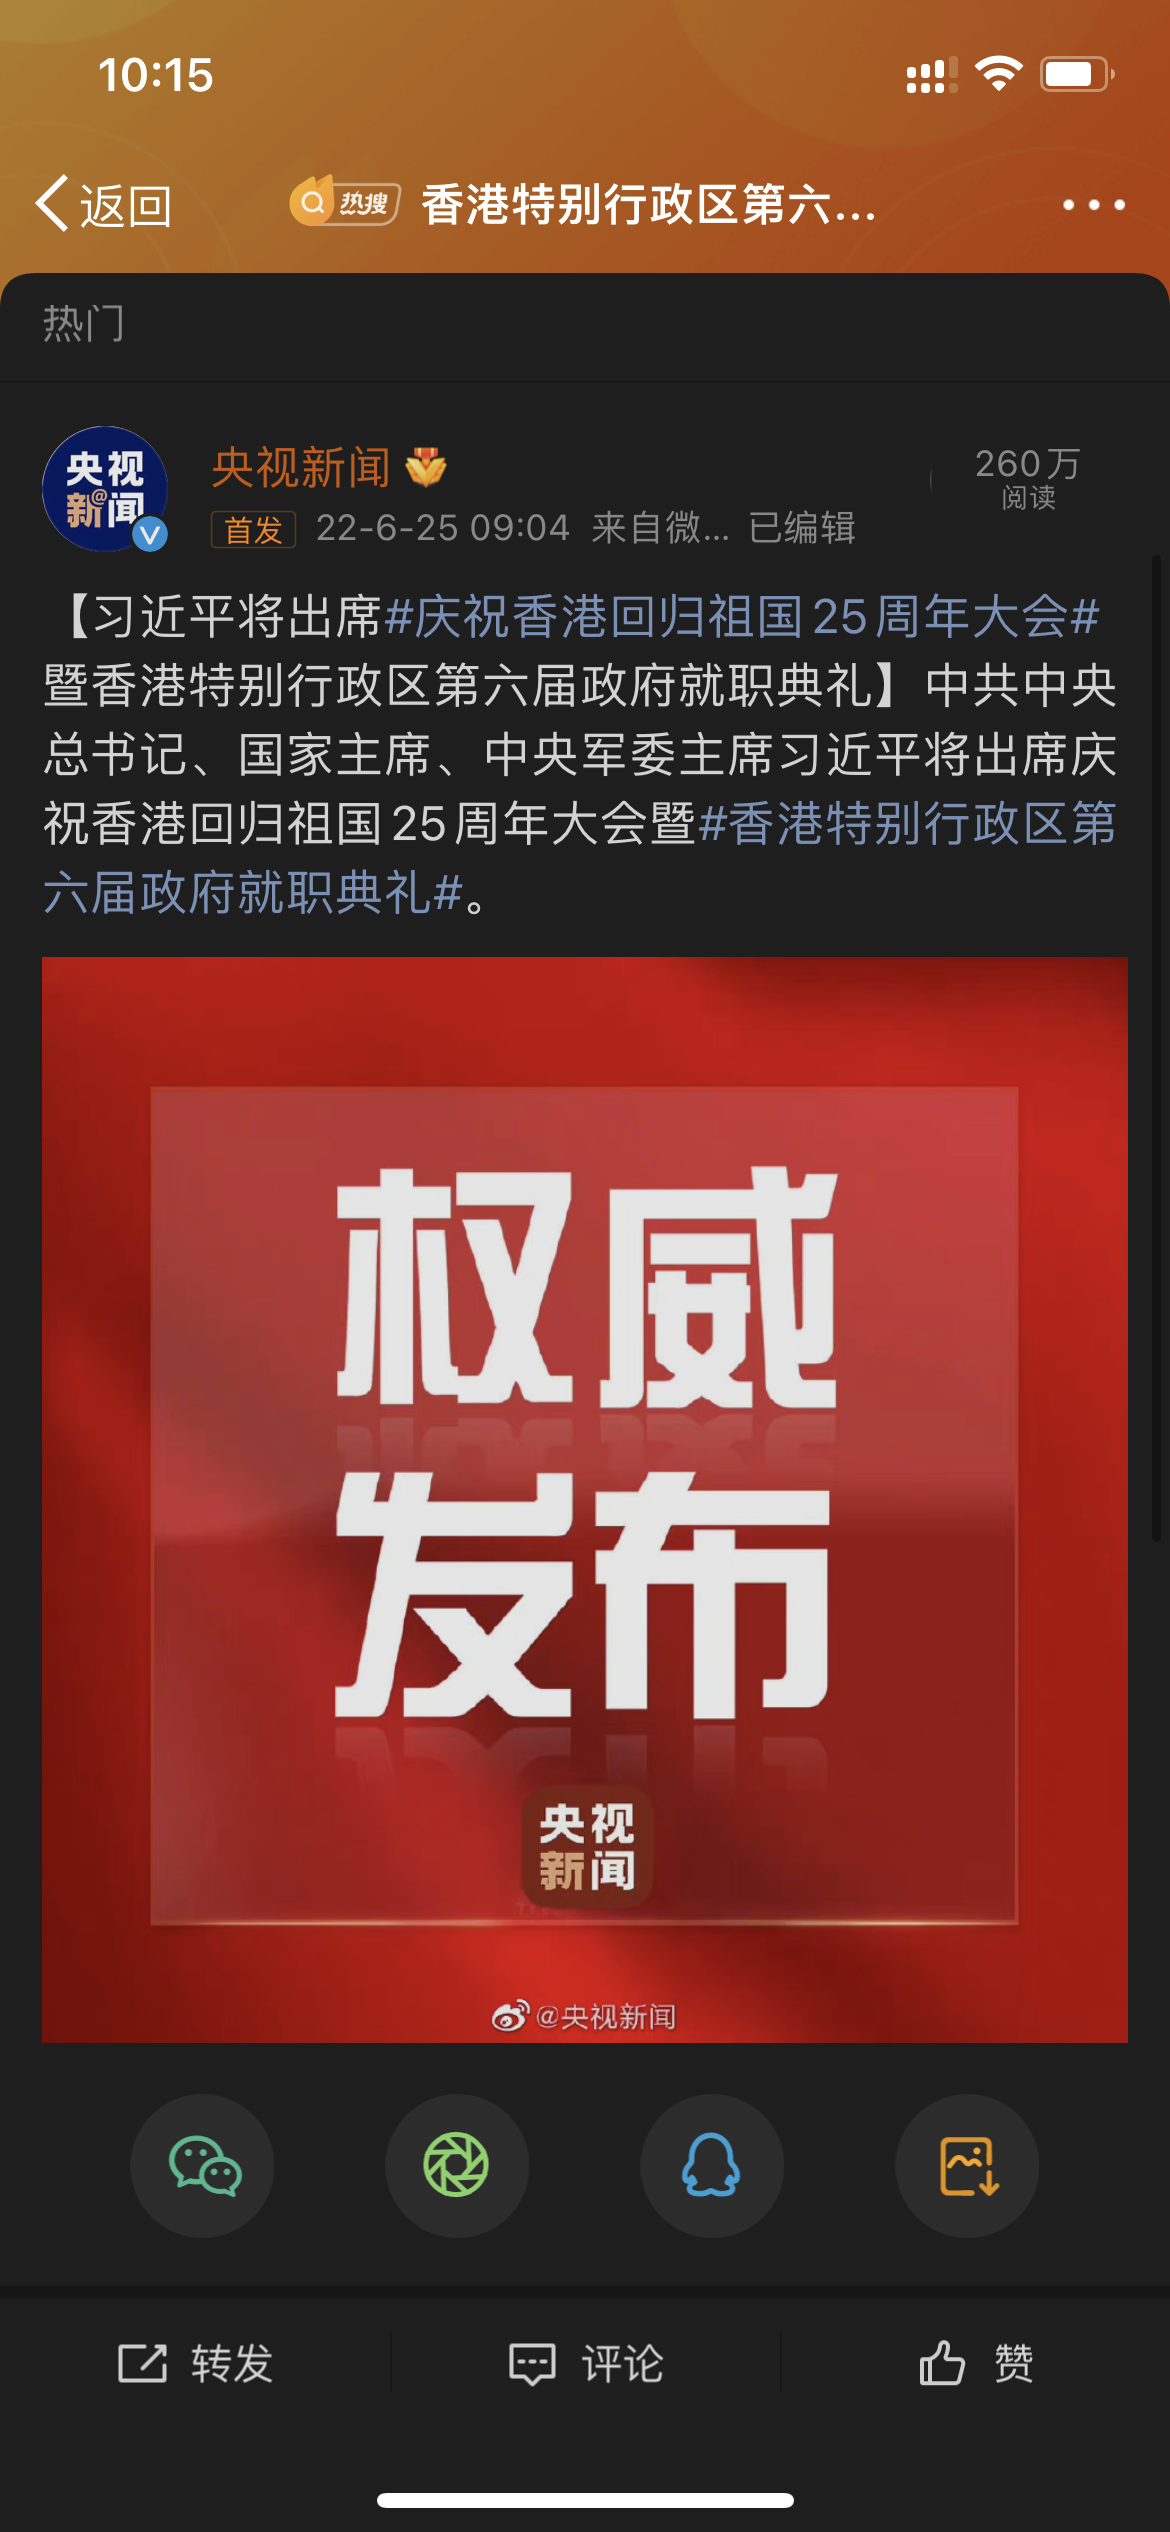 10:15
返回
热搜
香港特别行政区第六...
热门
央视
新@闻
央视新闻
260万
阅读
首发 22-6-25 09:04 来自微... 已编辑
【习近平将出席#庆祝香港回归祖国25周年大会#
暨香港特别行政区第六届政府就职典礼】中共中央
总书记、国家主席、中央军委主席习近平将出席庆
祝香港回归祖国25周年大会暨#香港特别行政区第
六届政府就职典礼#。
权威
发布
央视
新闻
@央视新闻
转发
评论
赞